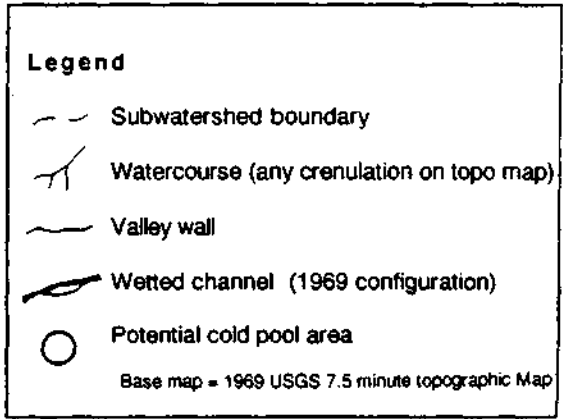 Legend
Subwatershed boundary
Watercourse (any crenulation on topo map)
Valley wall
Wetted channel (1969 configuration)
Potential cold pool area
Base map = 1969 USGS 7.5 minute topographic Map